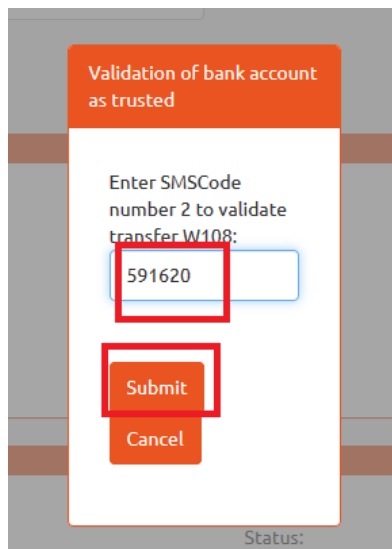 Validation of bank account
as trusted
Enter SMSCode
number 2 to validate
transfer W108:
591620
Submit
Cancel
Status: